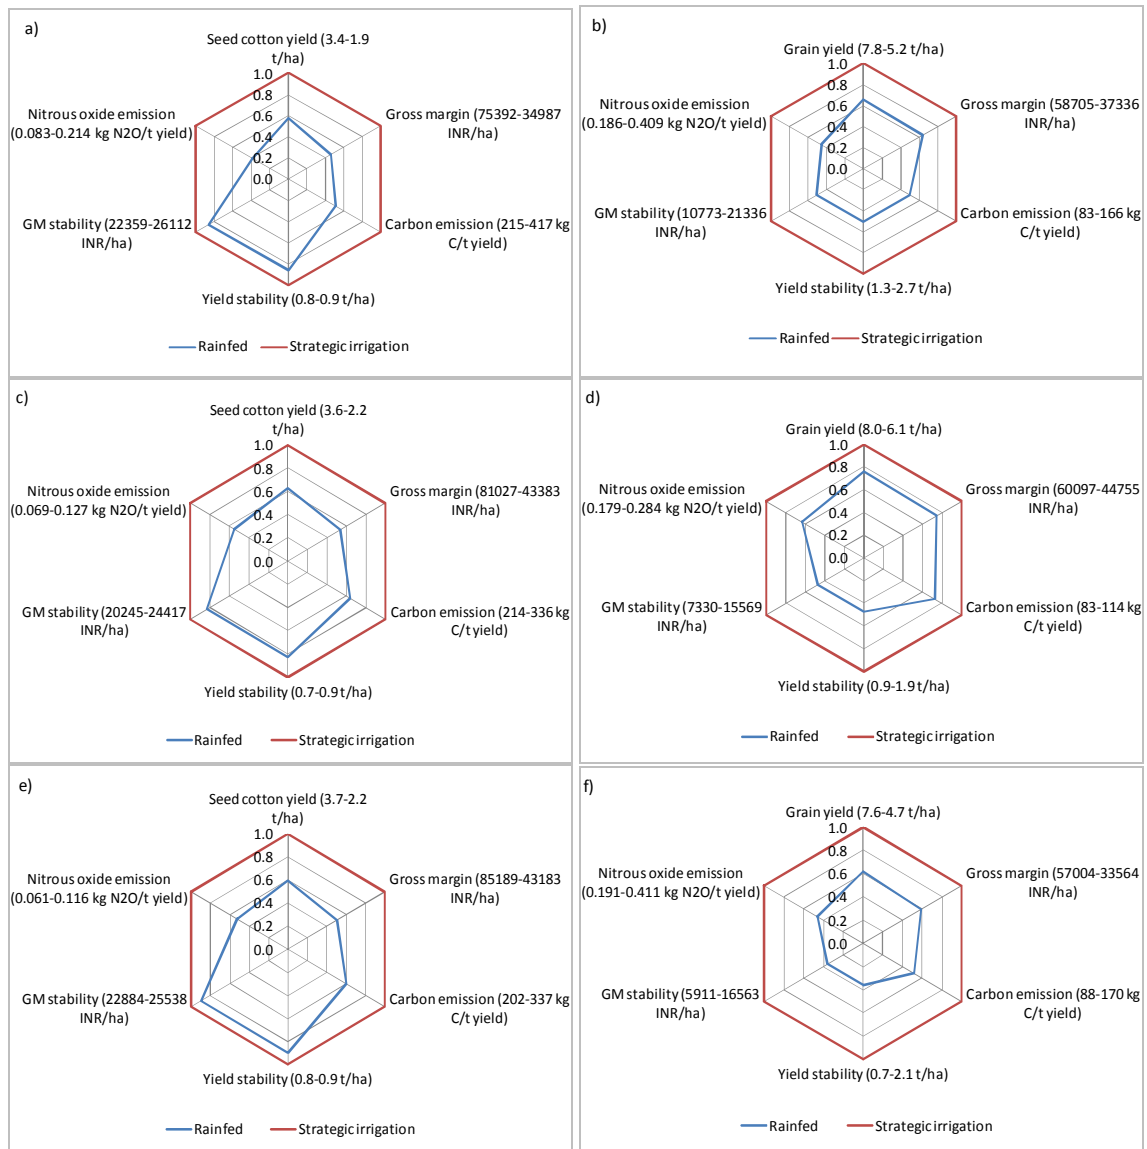 a)
Seed cotton yield (3.4-1.9
t/ha)
1.0
0.8
0.6
0.4
0.2
0.0
Gross margin (75392-34987
INR/ha)
Carbon emission (215-417 kg
C/t yield)
Yield stability (0.8-0.9 t/ha)
GM stability (22359-26112
INR/ha)
Nitrous oxide emission
(0.083-0.214 kg N2O/t yield)
Rainfed
Strategic irrigation
b)
Grain yield (7.8-5.2 t/ha)
1.0
0.8
0.6
0.4
0.2
0.0
Gross margin (58705-37336
INR/ha)
Carbon emission (83-166 kg
C/t yield)
Yield stability (1.3-2.7 t/ha)
GM stability (10773-21336
INR/ha)
Nitrous oxide emission
(0.186-0.409 kg N2O/t yield)
Rainfed
Strategic irrigation
c)
Seed cotton yield (3.6-2.2
t/ha)
1.0
0.8
0.6
0.4
0.2
0.0
Gross margin (81027-43383
INR/ha)
Carbon emission (214-336 kg
C/t yield)
Yield stability (0.7-0.9 t/ha)
GM stability (20245-24417
INR/ha)
Nitrous oxide emission
(0.069-0.127 kg N2O/t yield)
Rainfed
Strategic irrigation
d)
Grain yield (8.0-6.1 t/ha)
1.0
0.8
0.6
0.4
0.2
0.0
Gross margin (60097-44755
INR/ha)
Carbon emission (83-114 kg
C/t yield)
Yield stability (0.9-1.9 t/ha)
GM stability (7330-15569
INR/ha)
Nitrous oxide emission
(0.179-0.284 kg N2O/t yield)
Rainfed
Strategic irrigation
e)
Seed cotton yield (3.7-2.2
t/ha)
1.0
0.8
0.6
0.4
0.2
0.0
Gross margin (85189-43183
INR/ha)
Carbon emission (202-337 kg
C/t yield)
Yield stability (0.8-0.9 t/ha)
GM stability (22884-25538
INR/ha)
Nitrous oxide emission
(0.061-0.116 kg N2O/t yield)
Rainfed
Strategic irrigation
f)
Grain yield (7.6-4.7 t/ha)
1.0
0.8
0.6
0.4
0.2
0.0
Gross margin (57004-33564
INR/ha)
Carbon emission (88-170 kg
C/t yield)
Yield stability (0.7-2.1 t/ha)
GM stability (5911-16563
INR/ha)
Nitrous oxide emission
(0.191-0.411 kg N2O/t yield)
Rainfed
Strategic irrigation